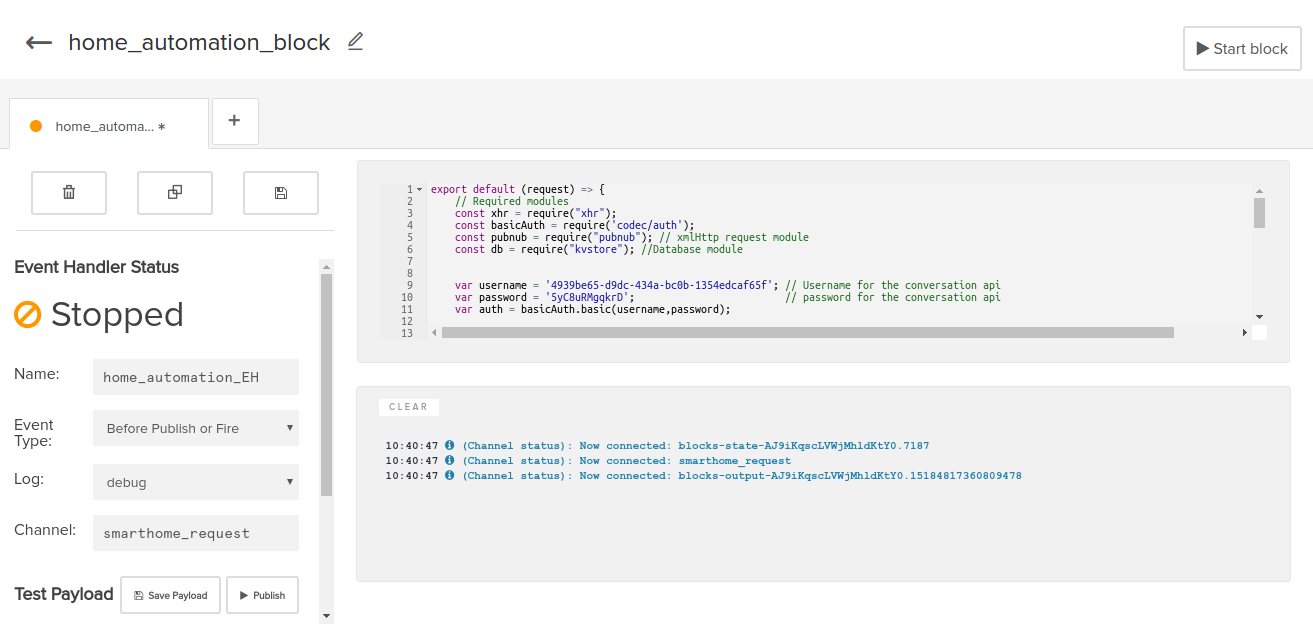 home_automation_block
Start block
home_automa... *
+
Event Handler Status
Stopped
Name:
home_automation_EH
Event Type:
Before Publish or Fire
Log:
debug
Channel:
smarthome_request
Test Payload
Save Payload
Publish
1 export default (request) => {
2 // Required modules
3 const xhr = require("xhr");
4 const basicAuth = require('codec/auth');
5 const pubnub = require("pubnub"); // xmlHttp request module
6 const db = require("kvstore"); //Database module
7
8
9 var username = '4939be65-d9dc-434a-bc0b-1354edcaf65f'; // Username for the conversation api
10 var password = '5yC8uRMgqkrD'; // password for the conversation api
11 var auth = basicAuth.basic(username,password);
12
13
CLEAR
10:40:47 (Channel status): Now connected: blocks-state-AJ9iKqscLVWjMhldKtY0.7187
10:40:47 (Channel status): Now connected: smarthome_request
10:40:47 (Channel status): Now connected: blocks-output-AJ9iKqscLVWjMhldKtY0.15184817360809478